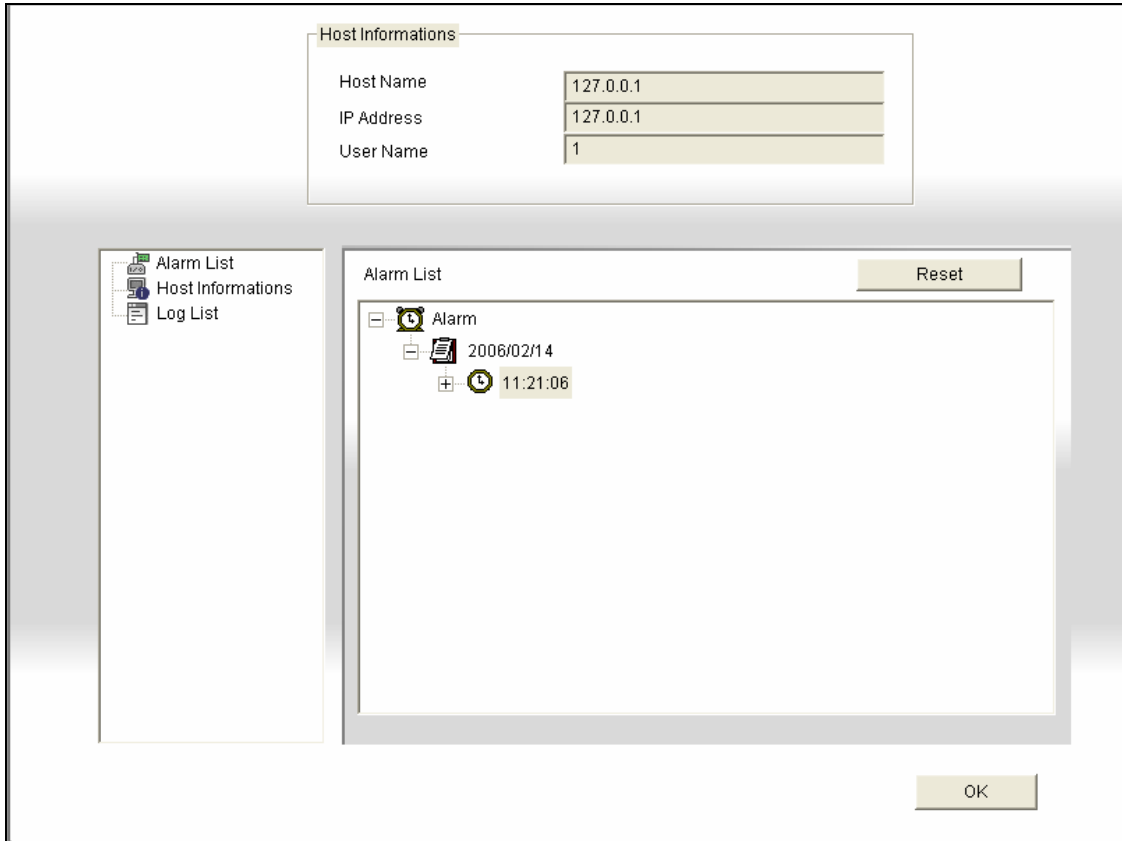 Host Informations
Host Name 127.0.0.1
IP Address 127.0.0.1
User Name 1
Alarm List
Host Informations
Log List
Alarm List Reset
Alarm
2006/02/14
11:21:06
OK